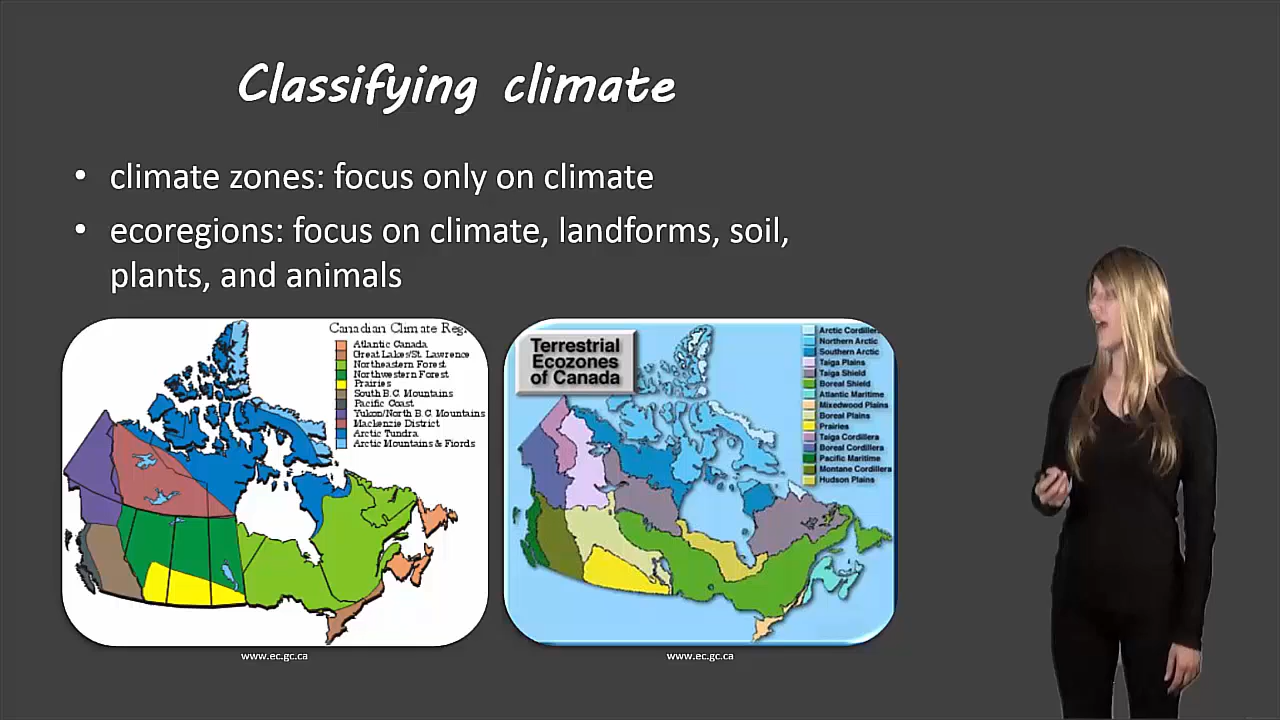 Classifying climate
• climate zones: focus only on climate
• ecoregions: focus on climate, landforms, soil,
plants, and animals
Canadian Climate Reg.
Atlantic Canada
Great Lakes/St. Lawrence
Northeastern Forest
Northwestern Forest
Prairies
South B.C. Mountains
Pacific Coast
Yukon/North B.C. Mountains
Mackenzie District
Arctic Tundra
Arctic Mountains & Fiords
www.ec.gc.ca
Terrestrial
Ecozones
of Canada
Arctic Cordillera
Northern Arctic
Southern Arctic
Taiga Plains
Taiga Shield
Boreal Shield
Atlantic Maritime
Mixedwood Plains
Boreal Plains
Prairies
Taiga Cordillera
Boreal Cordillera
Pacific Maritime
Montane Cordillera
Hudson Plains
www.ec.gc.ca